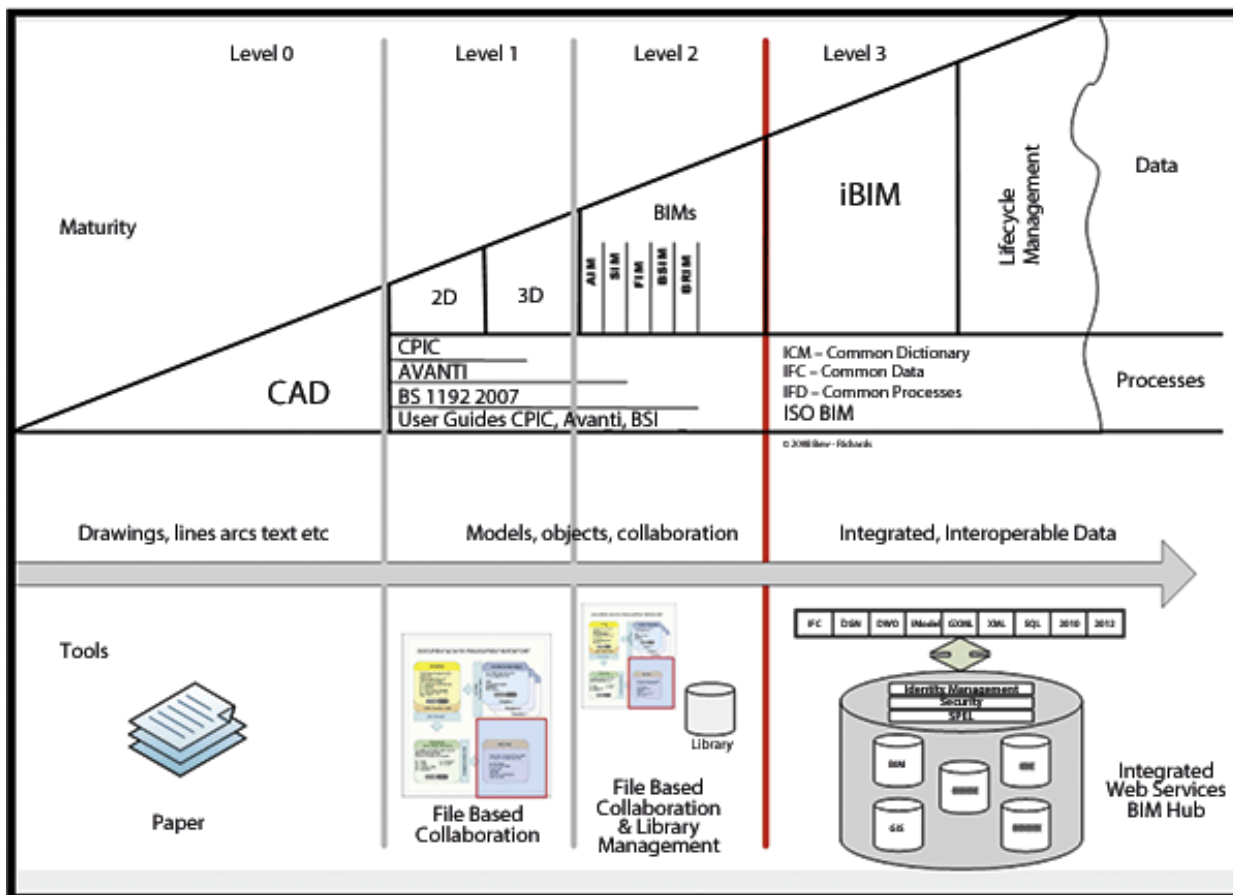 Level 0
Level 1
Level 2
Level 3
Maturity
Data
iBIM
Lifecycle
Management
BIMs
AIM
SIM
FIM
BSIM
BRIM
2D
3D
CAD
CPIC
AVANTI
BS 1192 2007
User Guides CPIC, Avanti, BSI
ICM – Common Dictionary
IFC – Common Data
IFD – Common Processes
ISO BIM
Processes
Drawings, lines arcs text etc
Models, objects, collaboration
Integrated, Interoperable Data
Tools
Paper
File Based
Collaboration
Library
File Based
Collaboration
& Library
Management
IFC
DGN
XML
SQL
2010
2012
Identity Management
Security
SPEL
BIM
GIS
Integrated
Web Services
BIM Hub